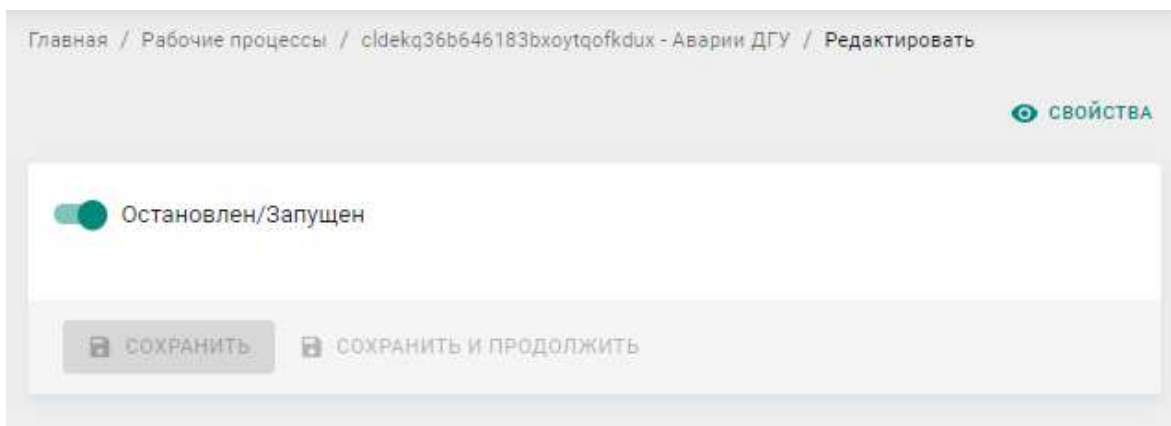 Главная / Рабочие процессы / cldekq36b646183bxoytqofkdux - Аварии ДГУ / Редактировать
СВОЙСТВА
Остановлен/Запущен
СОХРАНИТЬ СОХРАНИТЬ И ПРОДОЛЖИТЬ